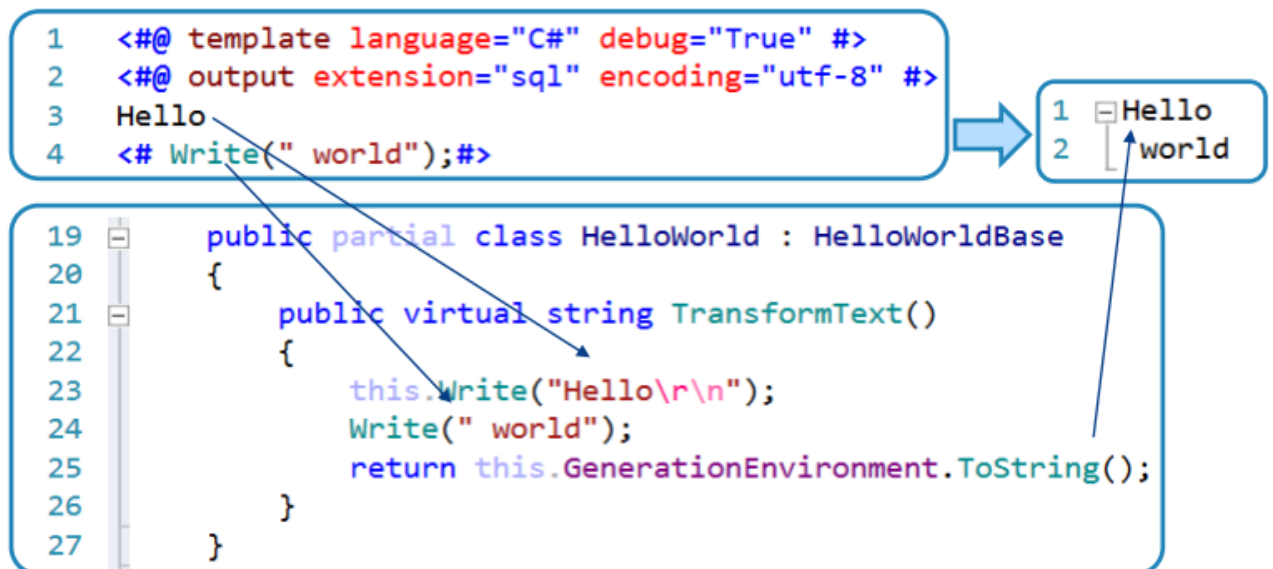 1 <#@ template language="C#" debug="True" #>
2 <#@ output extension="sql" encoding="utf-8" #>
3 Hello
4 <# Write(" world");#>
1 Hello
2 world
19 public partial class HelloWorld : HelloWorldBase
20 {
21 public virtual string TransformText()
22 {
23 this.Write("Hello\r\n");
24 Write(" world");
25 return this.GenerationEnvironment.ToString();
26 }
27 }